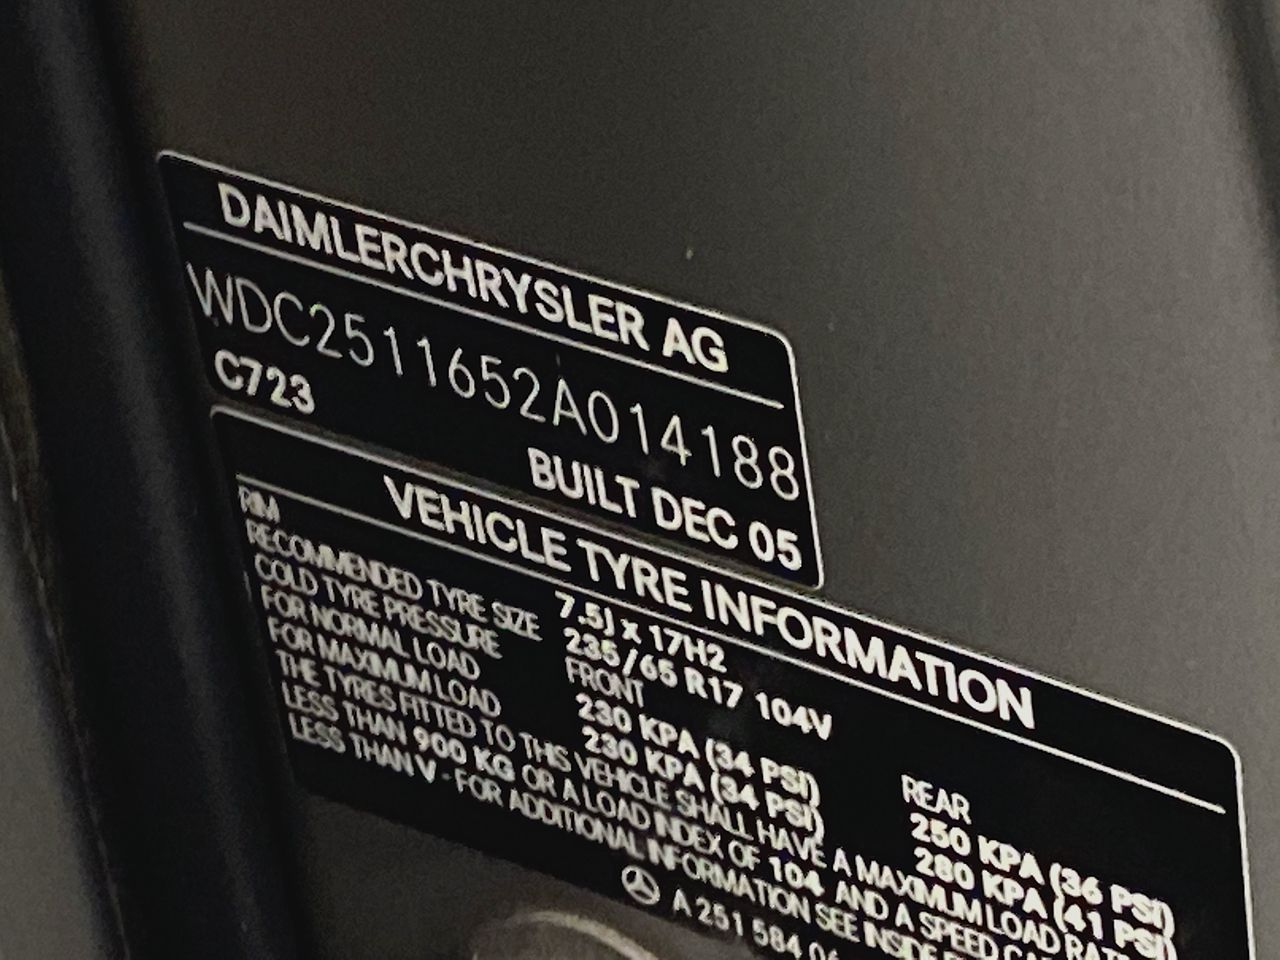 DAIMLERCHRYSLER AG
WDC2511652A014188
C723
BUILT DEC 05
VEHICLE TYRE INFORMATION
RIM 7.5J x 17H2
RECOMMENDED TYRE SIZE 235/65 R17 104V
COLD TYRE PRESSURE FRONT REAR
FOR NORMAL LOAD 230 KPA (34 PSI) 250 KPA (36 PSI)
FOR MAXIMUM LOAD 230 KPA (34 PSI) 280 KPA (41 PSI)
THE TYRES FITTED TO THIS VEHICLE SHALL HAVE A MAXIMUM LOAD
LESS THAN 900 KG OR A LOAD INDEX OF 104 AND A SPEED
LESS THAN V - FOR ADDITIONAL INFORMATION SEE INSIDE
A 251 584